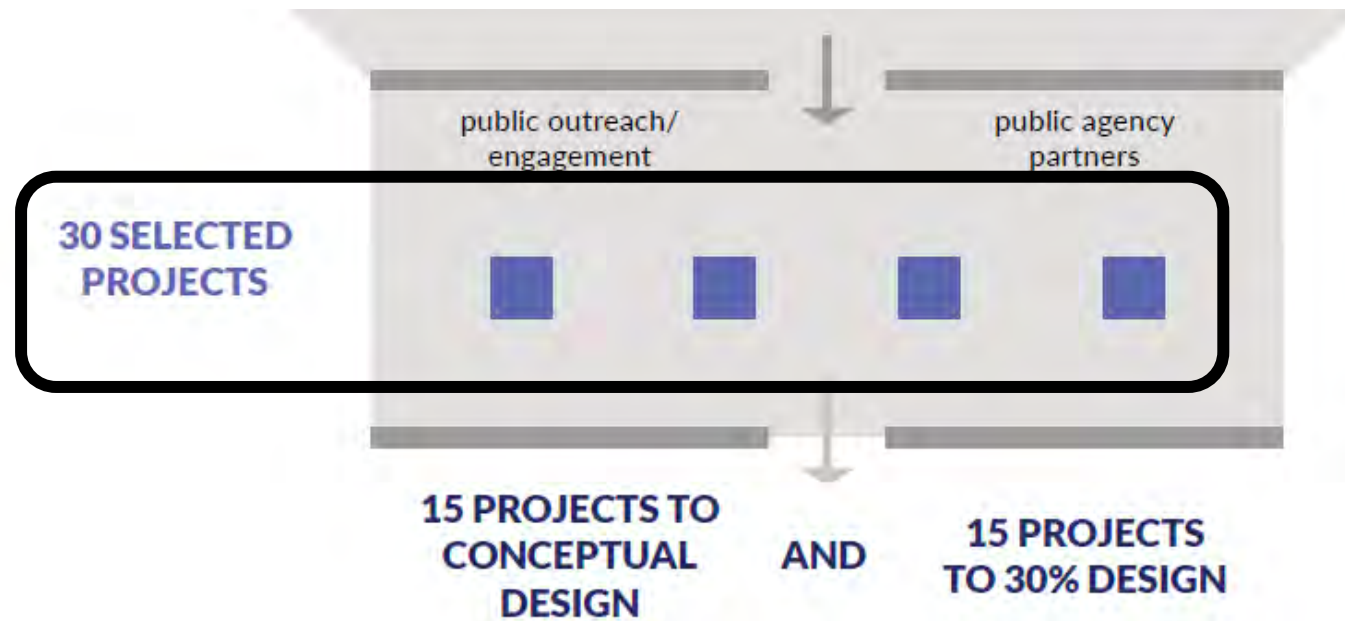 public outreach/
engagement
public agency
partners
30 SELECTED
PROJECTS
15 PROJECTS TO
CONCEPTUAL
DESIGN
AND
15 PROJECTS
TO 30% DESIGN